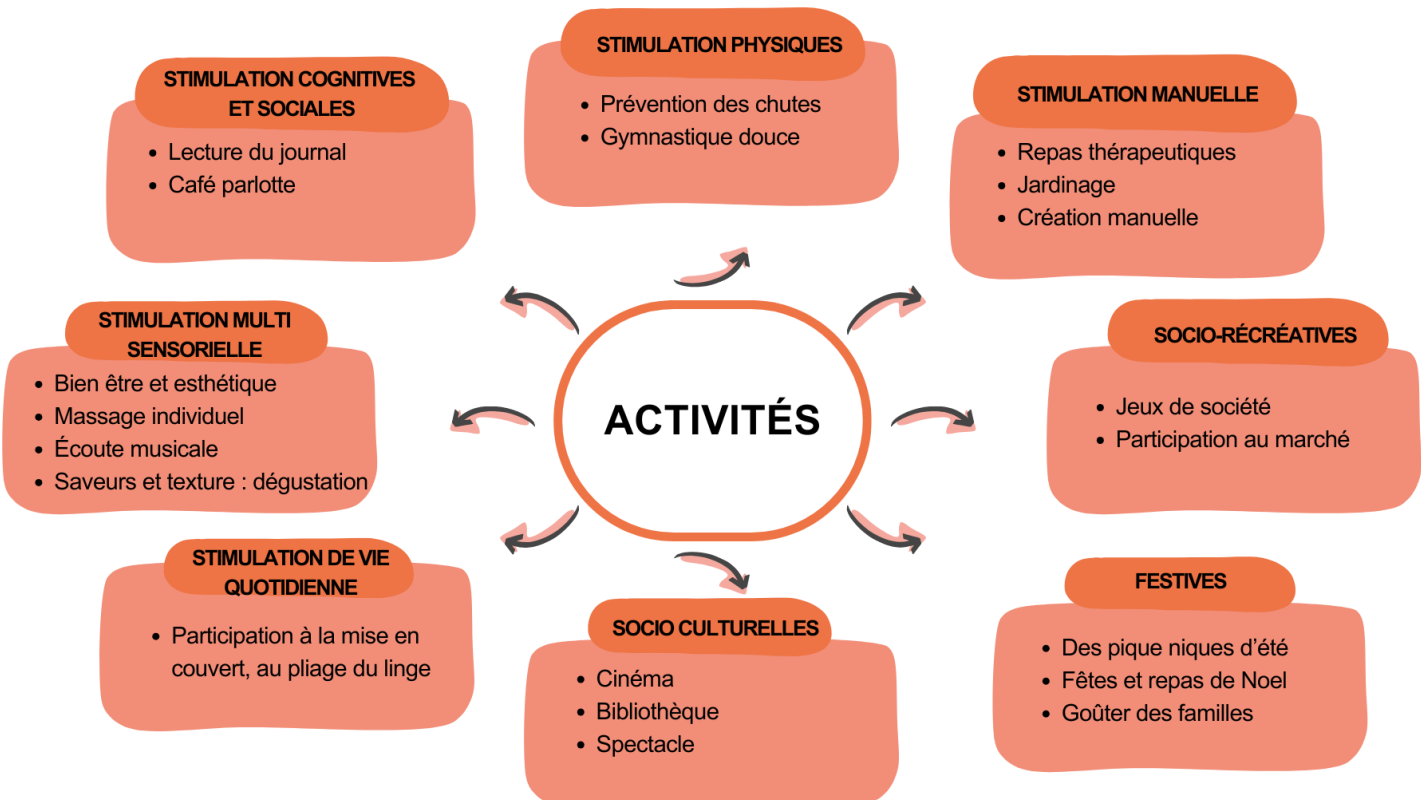 STIMULATION PHYSIQUES
• Prévention des chutes
• Gymnastique douce
STIMULATION COGNITIVES
ET SOCIALES
• Lecture du journal
• Café parlotte
STIMULATION MANUELLE
• Repas thérapeutiques
• Jardinage
• Création manuelle
STIMULATION MULTI
SENSORIELLE
• Bien être et esthétique
• Massage individuel
• Écoute musicale
• Saveurs et texture : dégustation
ACTIVITÉS
SOCIO-RÉCRÉATIVES
• Jeux de société
• Participation au marché
STIMULATION DE VIE
QUOTIDIENNE
• Participation à la mise en
couvert, au pliage du linge
SOCIO CULTURELLES
• Cinéma
• Bibliothèque
• Spectacle
FESTIVES
• Des pique niques d'été
• Fêtes et repas de Noel
• Goûter des familles